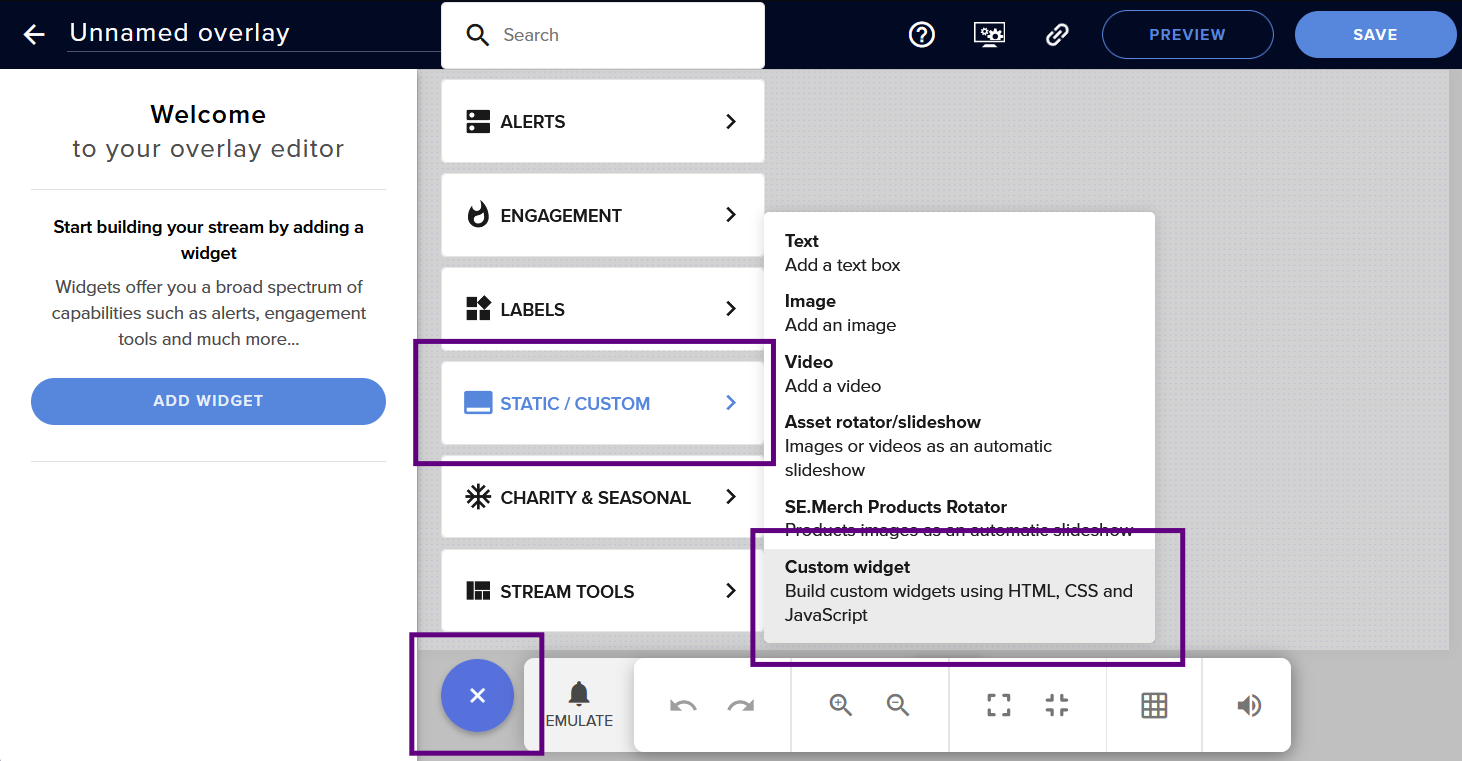 Unnamed overlay
Search
PREVIEW
SAVE
Welcome
to your overlay editor
Start building your stream by adding a
widget
Widgets offer you a broad spectrum of
capabilities such as alerts, engagement
tools and much more...
ADD WIDGET
ALERTS
ENGAGEMENT
LABELS
STATIC / CUSTOM
CHARITY & SEASONAL
STREAM TOOLS
Text
Add a text box
Image
Add an image
Video
Add a video
Asset rotator/slideshow
Images or videos as an automatic
slideshow
SE.Merch Products Rotator
Products images as an automatic slideshow
Custom widget
Build custom widgets using HTML, CSS and
JavaScript
EMULATE